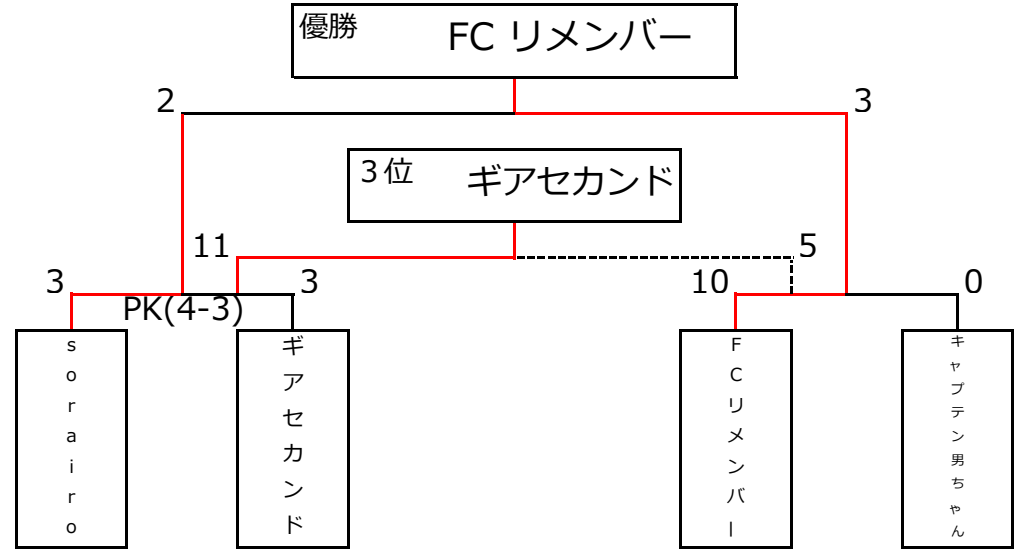 優勝 FC リメンバー
2 3
3位 ギアセカンド
11 5
3 3 10 0
PK(4-3)
sorairo
ギアセカンド
FCリメンバー
キャプテン男ちゃん